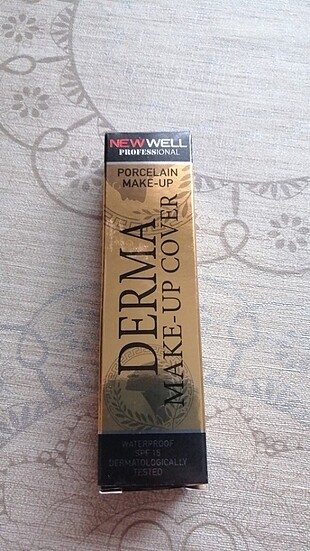 NEW WELL
PROFESSIONAL
PORCELAIN
MAKE-UP
DERMA
MAKE-UP COVER
WATERPROOF
SPF 15
DERMATOLOGICALLY
TESTED